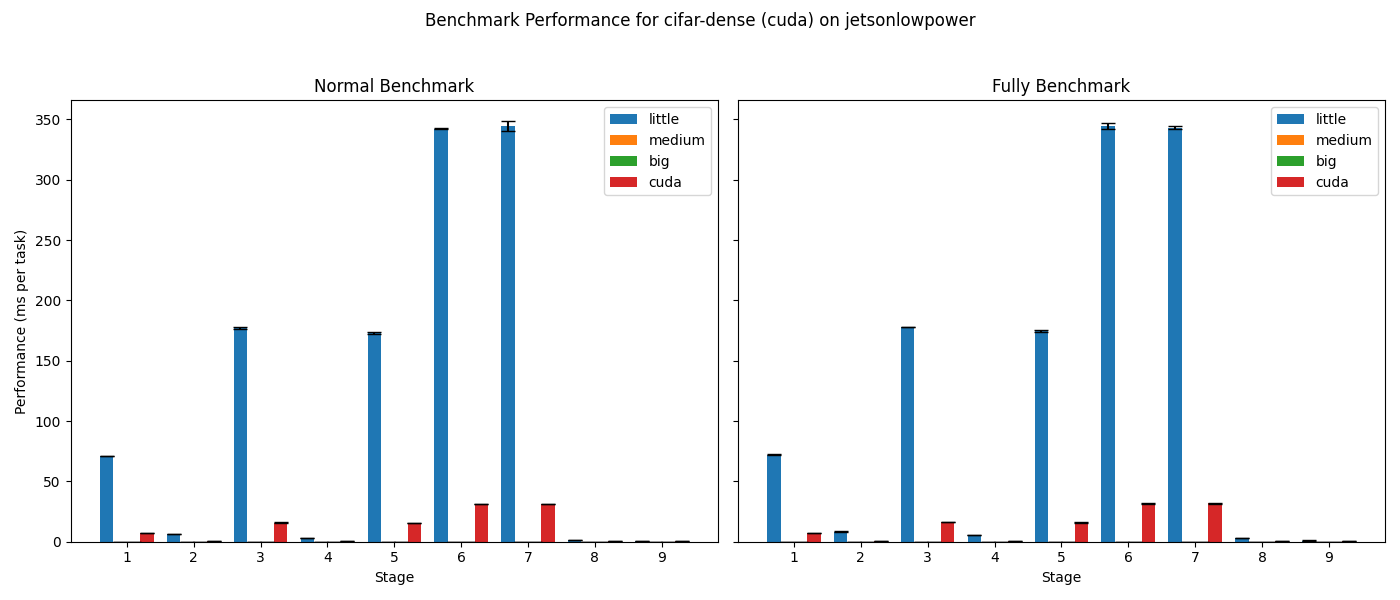 Benchmark Performance for cifar-dense (cuda) on jetsonlowpower
Normal Benchmark
Performance (ms per task)
350
300
250
200
150
100
50
0
little
medium
big
cuda
1 2 3 4 5 6 7 8 9
Stage
Fully Benchmark
little
medium
big
cuda
1 2 3 4 5 6 7 8 9
Stage